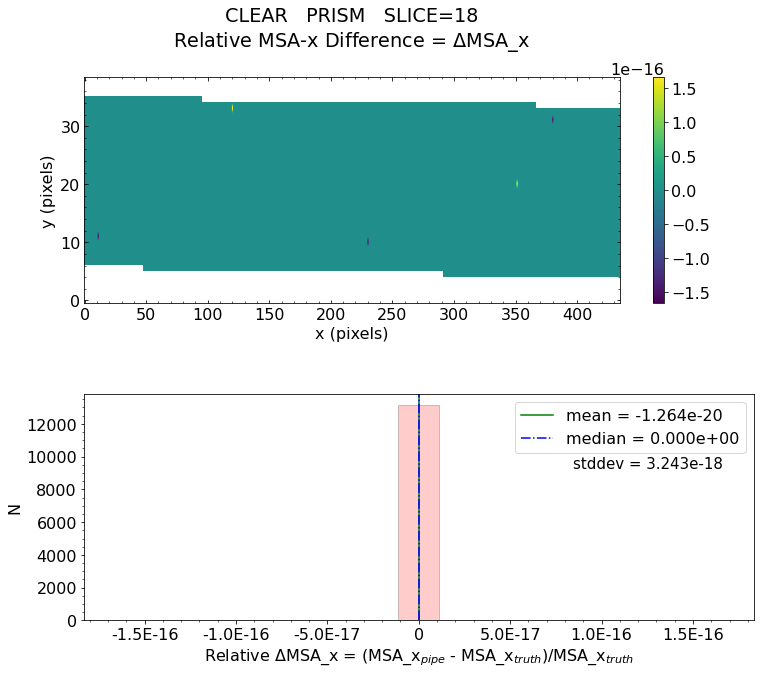 CLEAR PRISM SLICE=18
Relative MSA-x Difference = ΔMSA_x
1e−16
1.5
1.0
0.5
0.0
−0.5
−1.0
−1.5
30
20
10
0
y (pixels)
0 50 100 150 200 250 300 350 400
x (pixels)
mean = -1.264e-20
median = 0.000e+00
stddev = 3.243e-18
12000
10000
8000
6000
4000
2000
0
N
-1.5E-16 -1.0E-16 -5.0E-17 0 5.0E-17 1.0E-16 1.5E-16
Relative ΔMSA_x = (MSA_x_pipe - MSA_x_truth)/MSA_x_truth